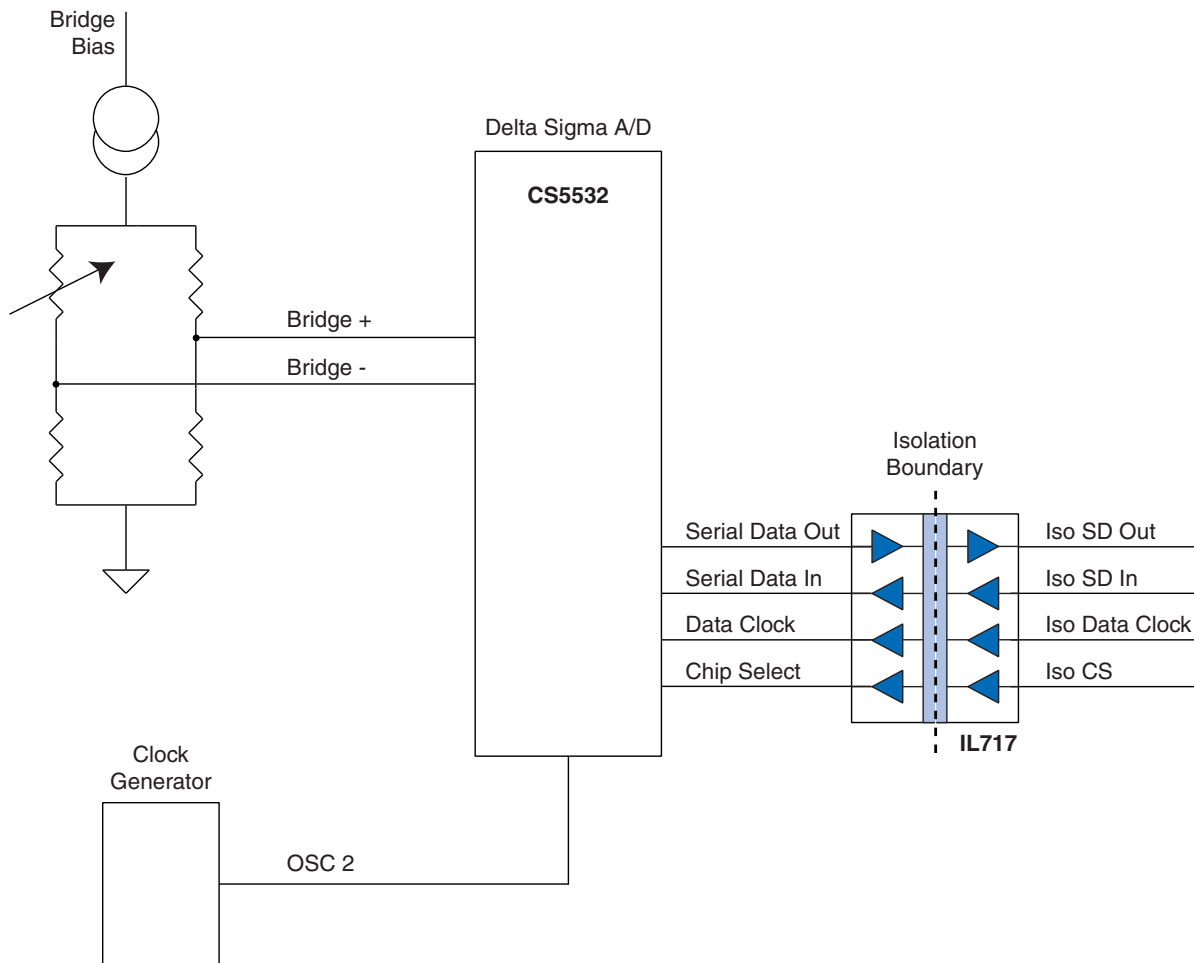 Bridge
Bias
Delta Sigma A/D
CS5532
Bridge +
Bridge -
Isolation
Boundary
Serial Data Out
Iso SD Out
Serial Data In
Iso SD In
Data Clock
Iso Data Clock
Chip Select
Iso CS
IL717
Clock
Generator
OSC 2